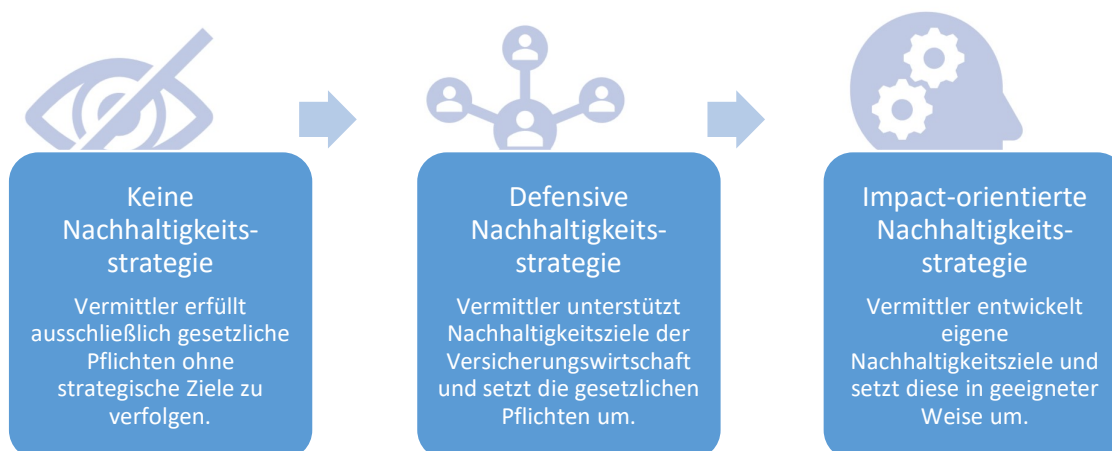 Keine
Nachhaltigkeits-
strategie
Vermittler erfüllt
ausschließlich gesetzliche
Pflichten ohne
strategische Ziele zu
verfolgen.
Defensive
Nachhaltigkeits-
strategie
Vermittler unterstützt
Nachhaltigkeitsziele der
Versicherungswirtschaft
und setzt die gesetzlichen
Pflichten um.
Impact-orientierte
Nachhaltigkeits-
strategie
Vermittler entwickelt
eigene
Nachhaltigkeitsziele und
setzt diese in geeigneter
Weise um.